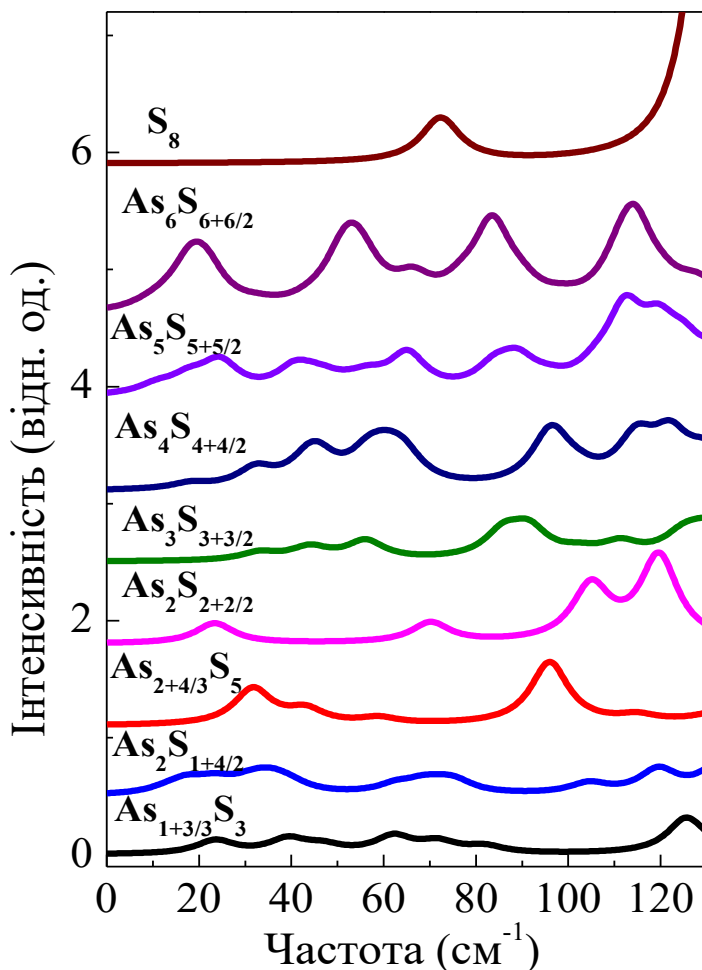 Інтенсивність (відн. од.)
6
4
2
0
S₈
As₆S₆₊₆/₂
As₅S₅₊₅/₂
As₄S₄₊₄/₂
As₃S₃₊₃/₂
As₂S₂₊₂/₂
As₂₊₄/₃S₅
As₂S₁₊₄/₂
As₁₊₃/₃S₃
0 20 40 60 80 100 120
Частота (см⁻¹)